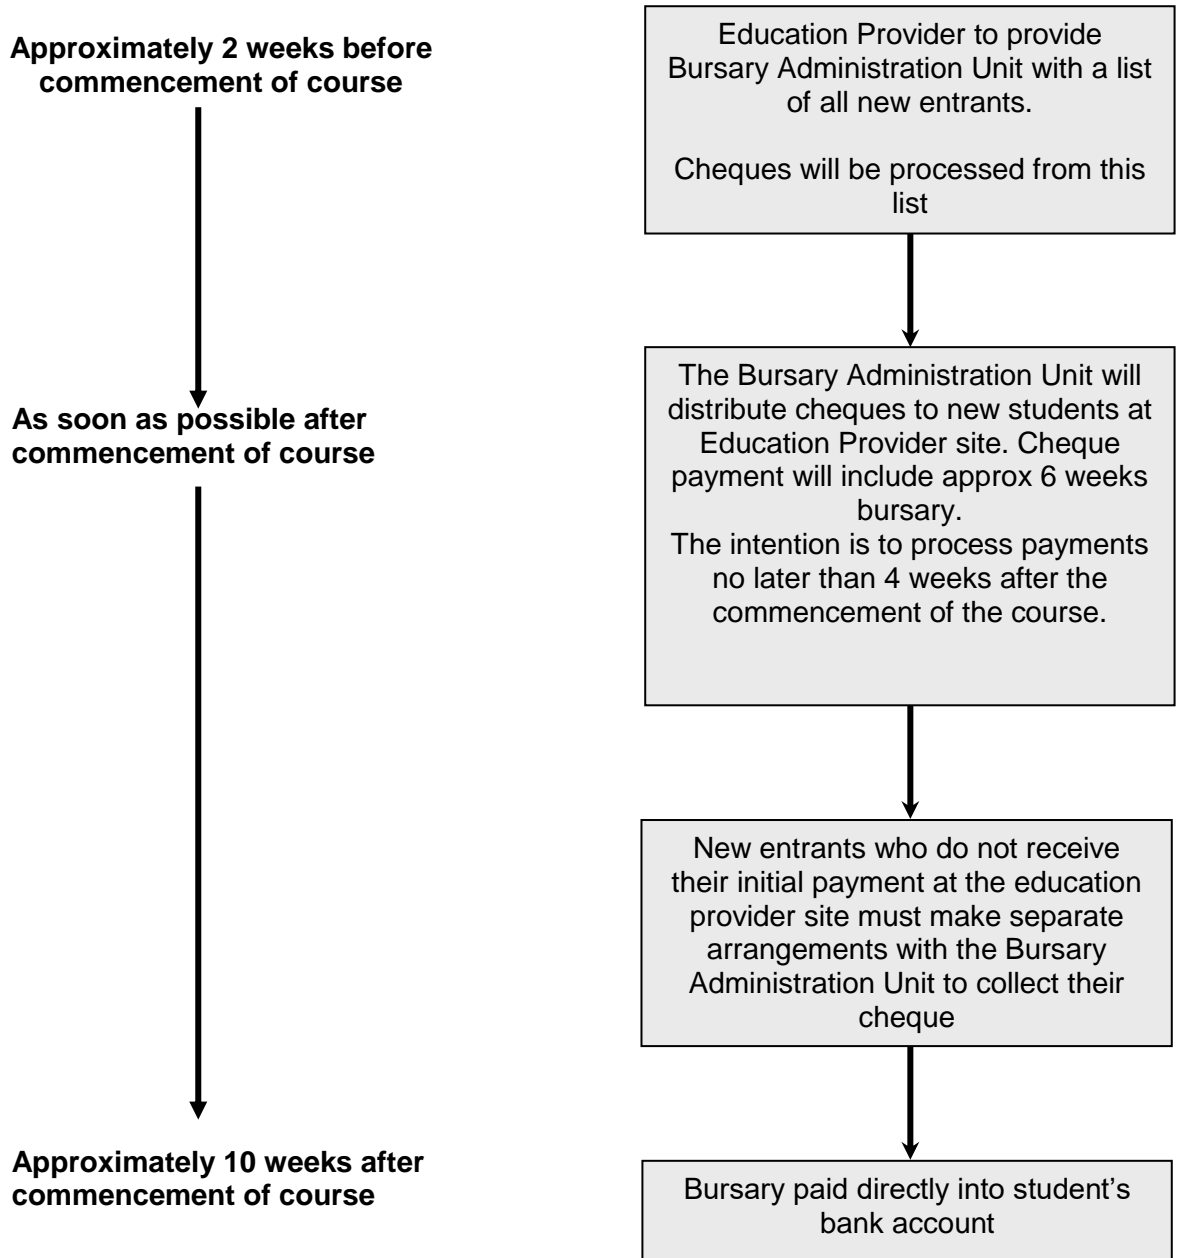 Approximately 2 weeks before
commencement of course
Education Provider to provide
Bursary Administration Unit with a list
of all new entrants.
Cheques will be processed from this
list
As soon as possible after
commencement of course
The Bursary Administration Unit will
distribute cheques to new students at
Education Provider site. Cheque
payment will include approx 6 weeks
bursary.
The intention is to process payments
no later than 4 weeks after the
commencement of the course.
New entrants who do not receive
their initial payment at the education
provider site must make separate
arrangements with the Bursary
Administration Unit to collect their
cheque
Approximately 10 weeks after
commencement of course
Bursary paid directly into student’s
bank account